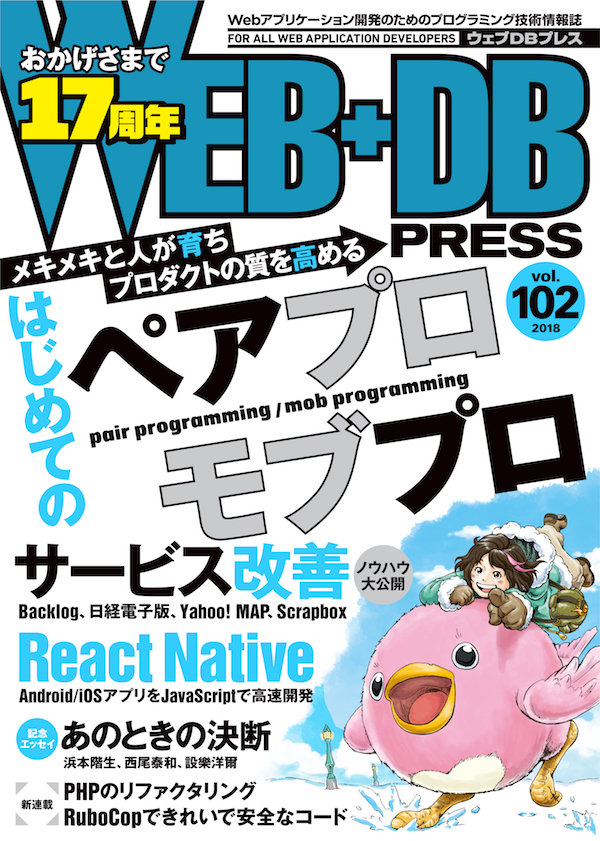 Webアプリケーション開発のためのプログラミング技術情報誌
FOR ALL WEB APPLICATION DEVELOPERS ウェブDBプレス
おかげさまで
17周年
WEB+DB
PRESS
vol.
102
2018
メキメキと人が育ち
プロダクトの質を高める
はじめての
ペアプロ
pair programming / mob programming
モブプロ
サービス改善
ノウハウ
大公開
Backlog、日経電子版、Yahoo! MAP、Scrapbox
React Native
Android/iOSアプリをJavaScriptで高速開発
記念
エッセイ
あのときの決断
浜本階生、西尾泰和、設樂洋爾
新連載
PHPのリファクタリング
RuboCopできれいで安全なコード